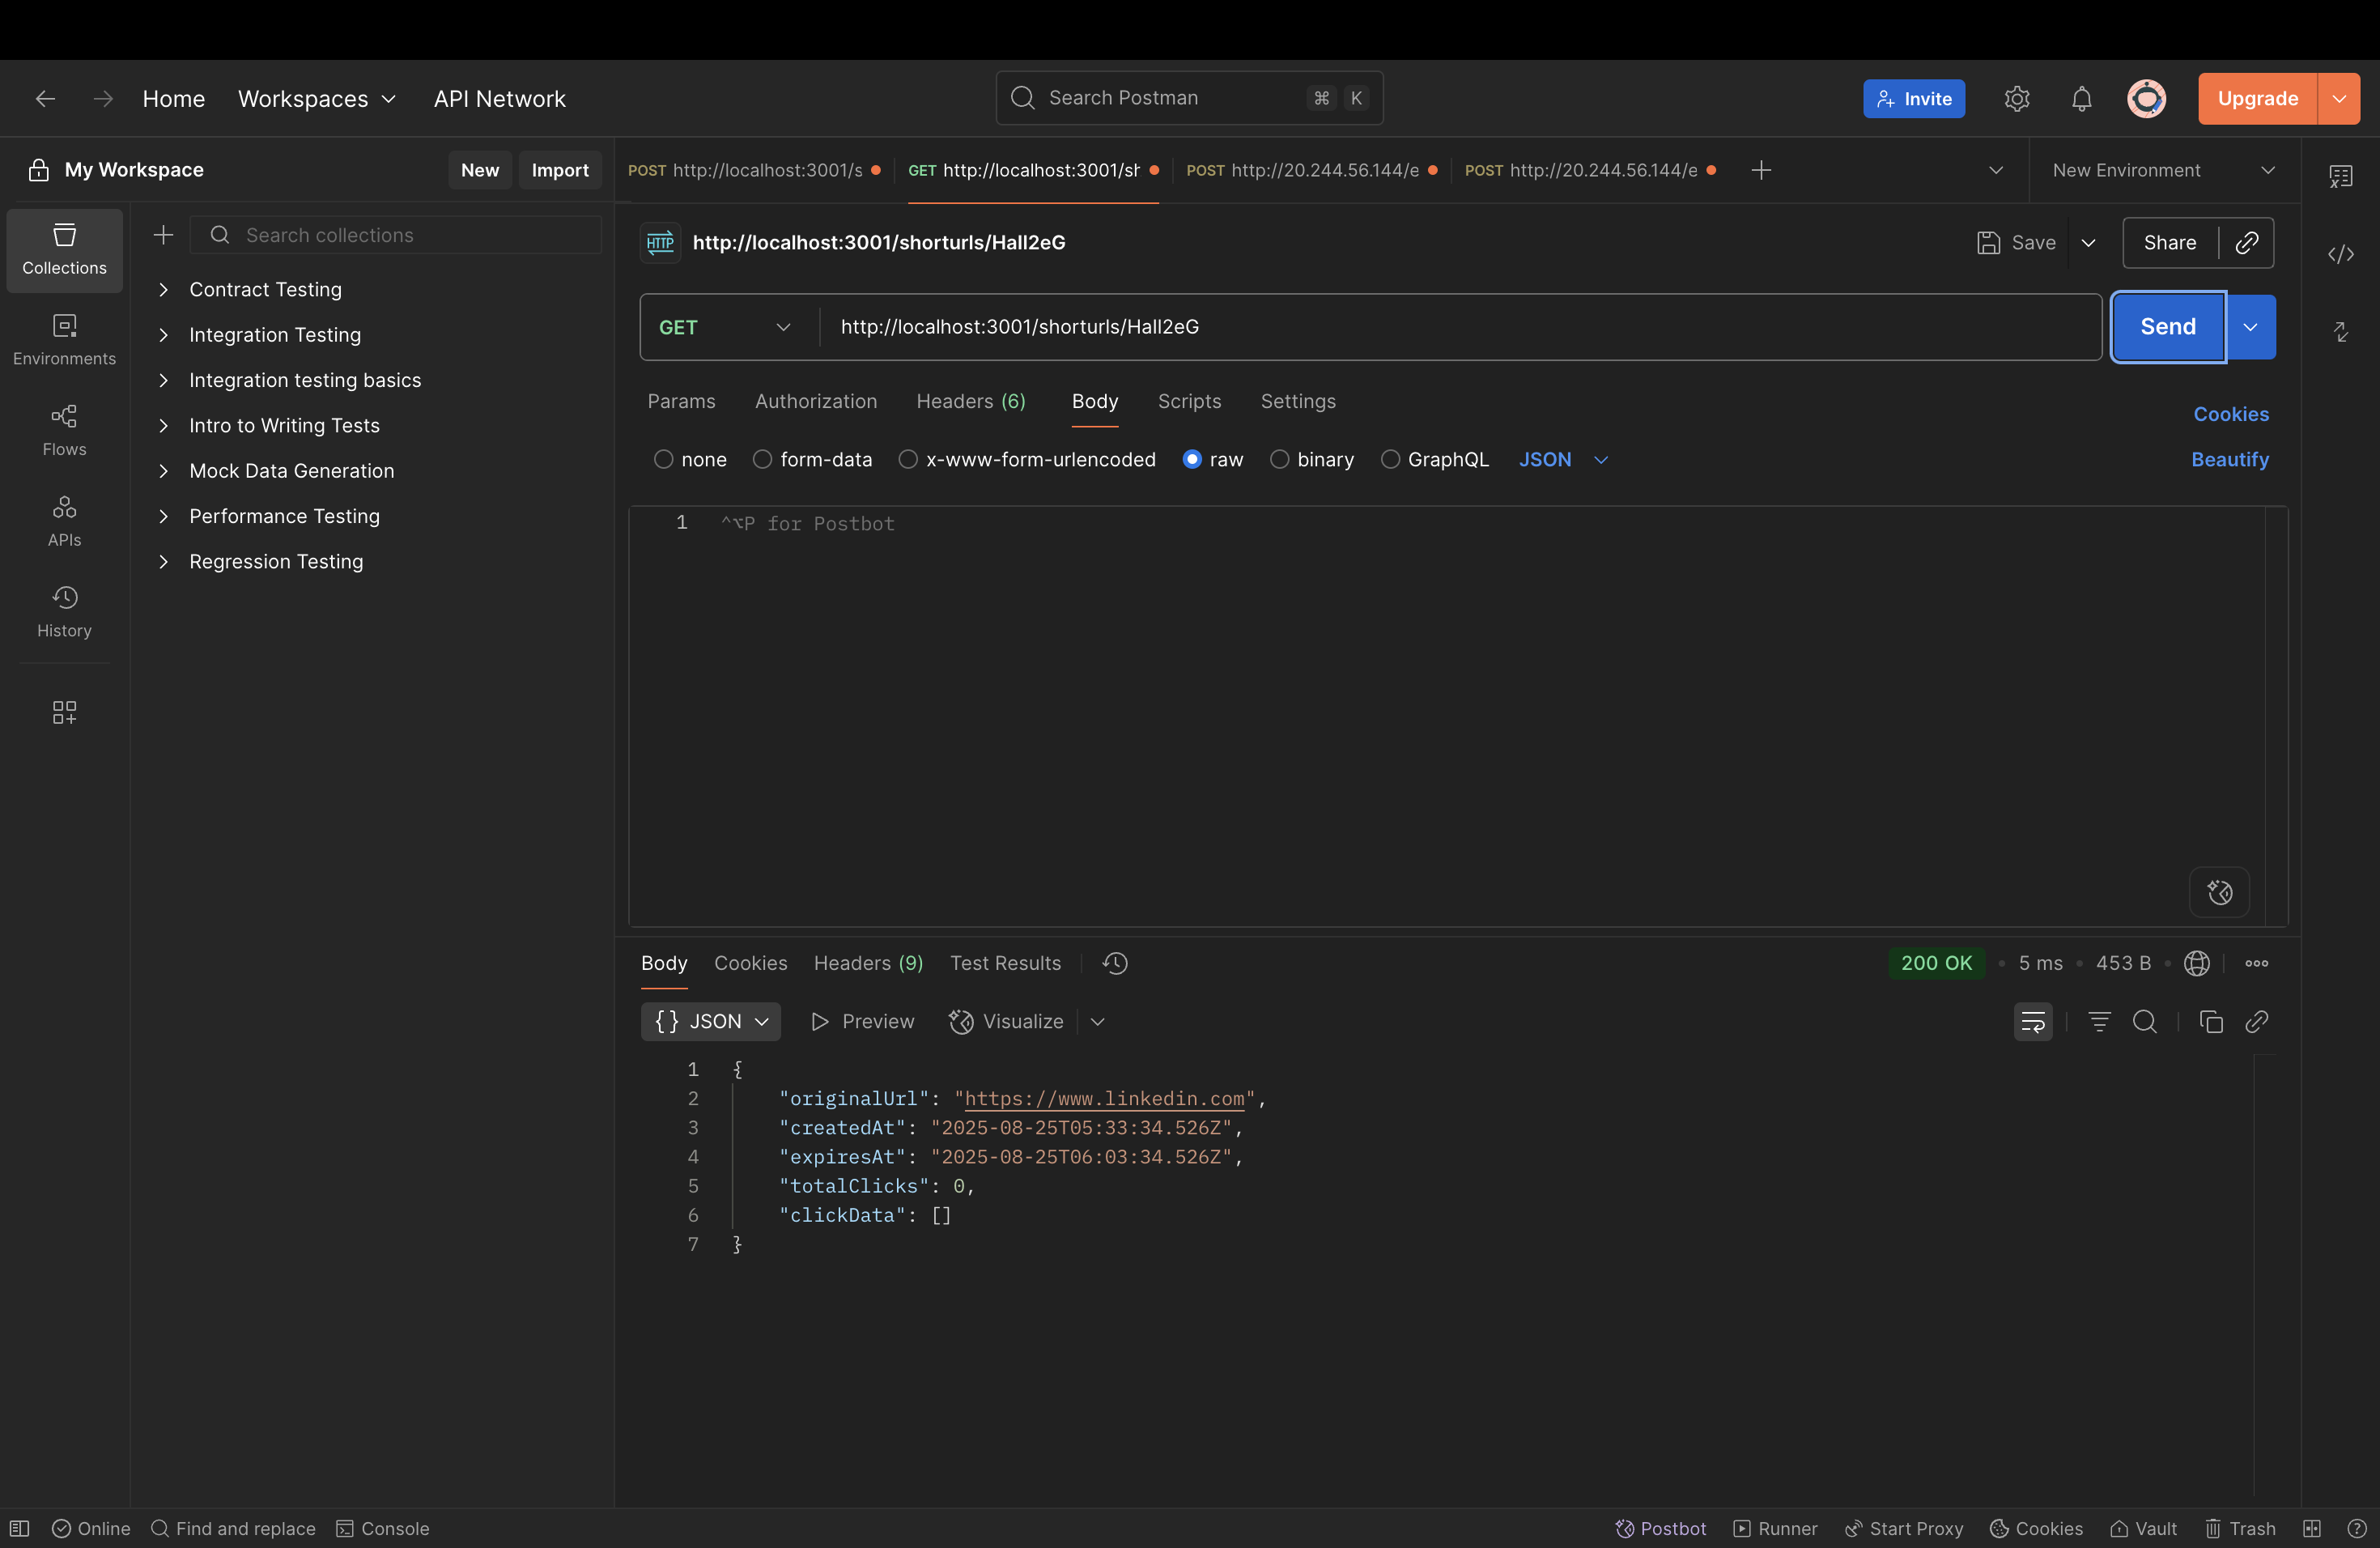 Home Workspaces API Network Search Postman ⌘ K Invite Upgrade
My Workspace New Import
POST http://localhost:3001/s GET http://localhost:3001/sh POST http://20.244.56.144/e POST http://20.244.56.144/e New Environment
Collections
Environments
Flows
APIs
History
Search collections
Contract Testing
Integration Testing
Integration testing basics
Intro to Writing Tests
Mock Data Generation
Performance Testing
Regression Testing
HTTP http://localhost:3001/shorturls/Hall2eG Save Share
GET http://localhost:3001/shorturls/Hall2eG Send
Params Authorization Headers (6) Body Scripts Settings Cookies
none form-data x-www-form-urlencoded raw binary GraphQL JSON Beautify
1 ^⌥P for Postbot
Body Cookies Headers (9) Test Results 200 OK • 5 ms • 453 B •
{} JSON Preview Visualize
1 {
2 "originalUrl": "https://www.linkedin.com",
3 "createdAt": "2025-08-25T05:33:34.526Z",
4 "expiresAt": "2025-08-25T06:03:34.526Z",
5 "totalClicks": 0,
6 "clickData": []
7 }
Online Find and replace Console Postbot Runner Start Proxy Cookies Vault Trash